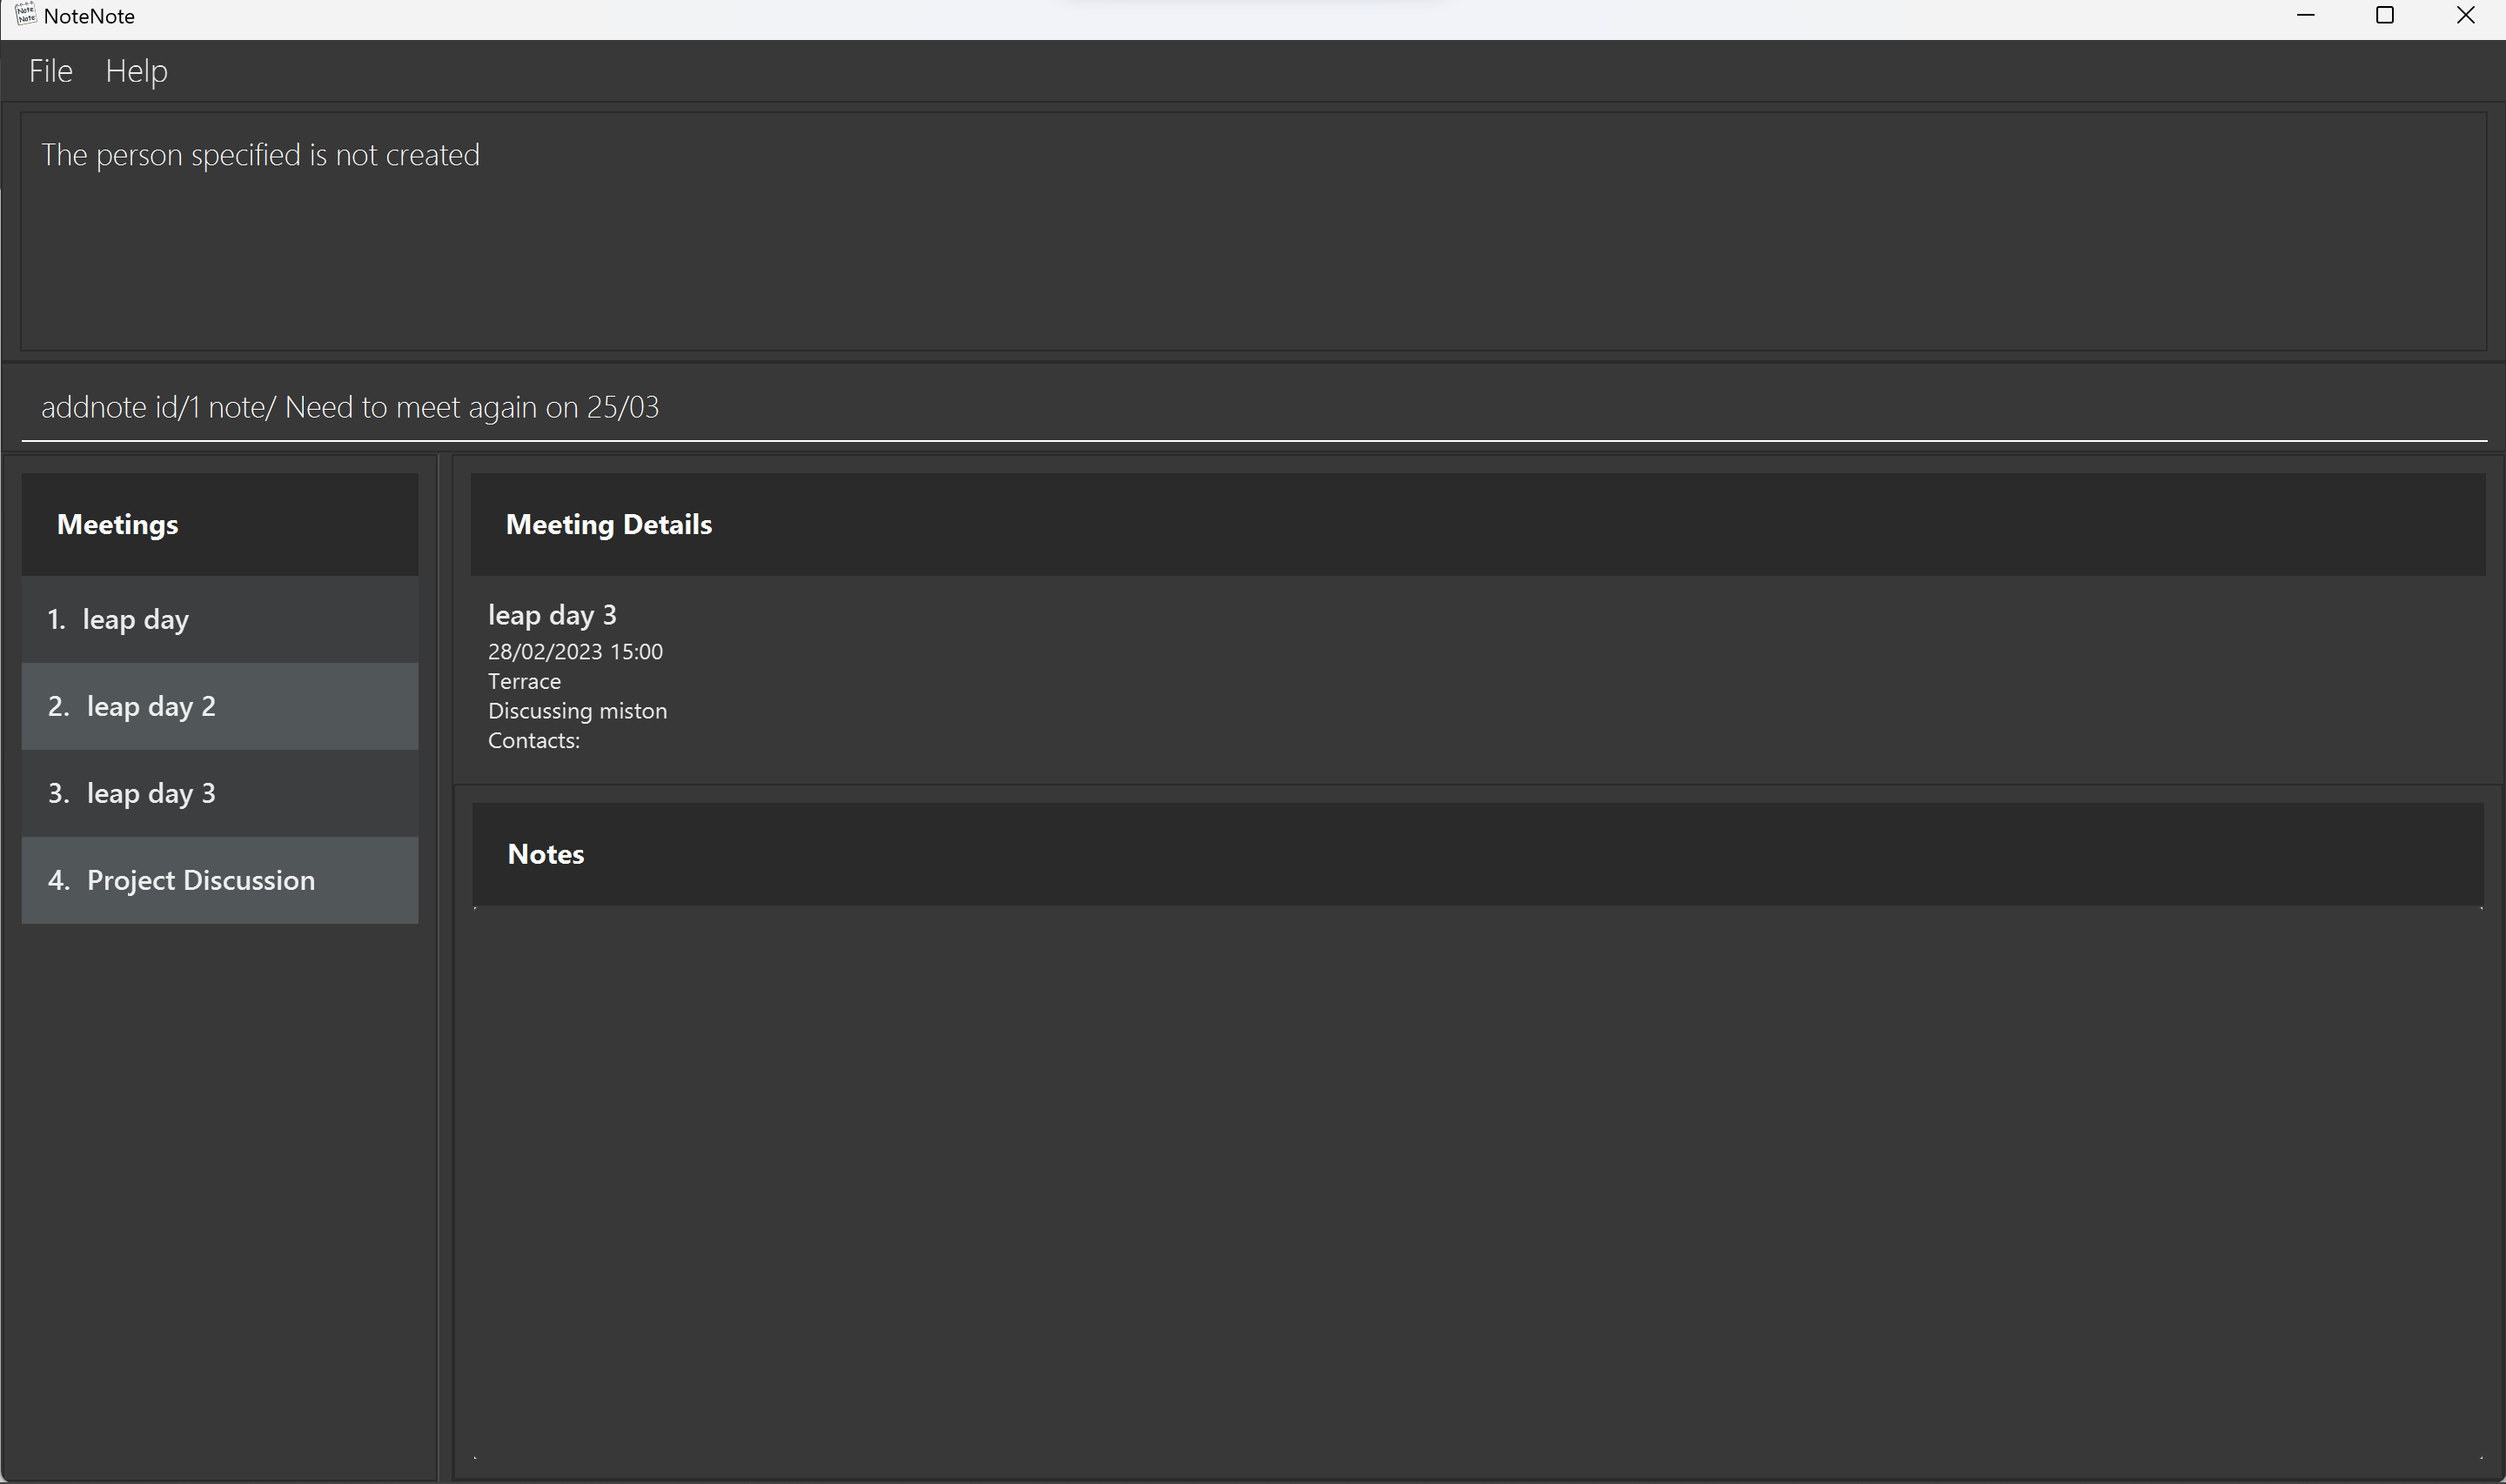 Note Note NoteNote
File Help
The person specified is not created
addnote id/1 note/ Need to meet again on 25/03
Meetings
1. leap day
2. leap day 2
3. leap day 3
4. Project Discussion
Meeting Details
leap day 3
28/02/2023 15:00
Terrace
Discussing miston
Contacts:
Notes